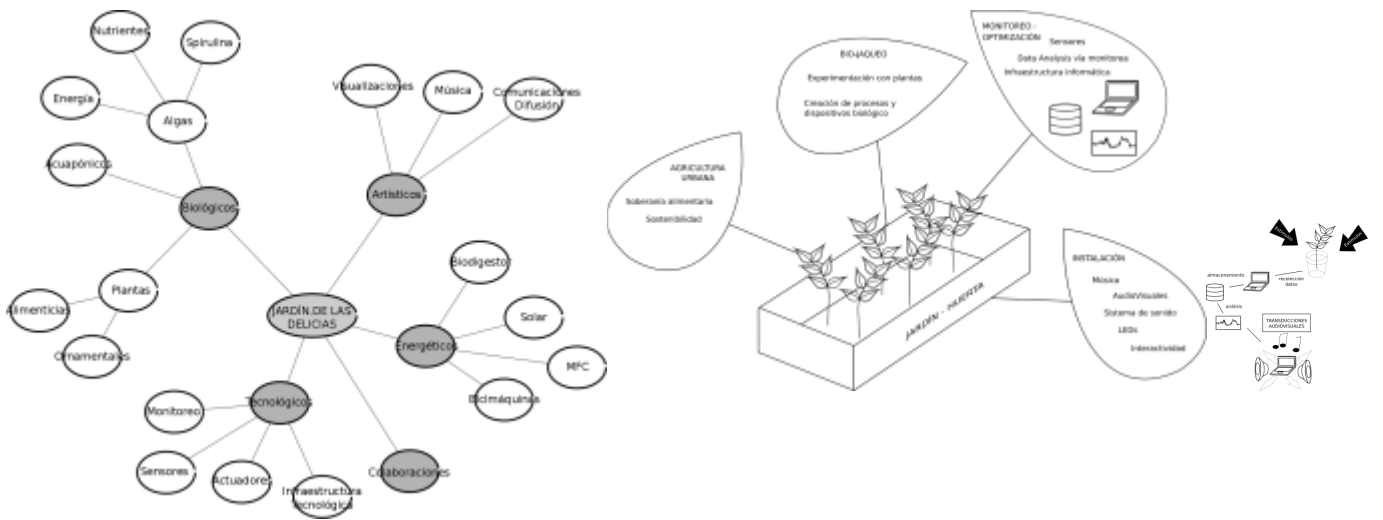 Nutrientes
Spirulina
Energía
Algas
Acuapónicos
Biológicos
Plantas
Alimenticias
Ornamentales
Visualizaciones
Música
Comunicaciones
Difusión
Artísticos
JARDÍN DE LAS
DELICIAS
Biodigestor
Solar
Energéticos
MFC
Bicimáquinas
Tecnológicos
Monitoreo
Sensores
Actuadores
Infraestructura
Tecnológica
Colaboraciones
AGRICULTURA
URBANA
Soberanía alimentaria
Sostenibilidad
BIOJAQUEO
Experimentación con plantas
Creación de procesos y
dispositivos biológico
MONITOREO -
OPTIMIZACIÓN
Sensores
Data Analysis vía monitorea
Infraestructura informática
JARDÍN - HUERTA
INSTALACIÓN
Música
AudioVisuales
Sistema de sonido
LEDs
Interactividad
almacenamiento
recolección
datos
análisis
TRANSDUCCIONES
AUDIOVISUALES